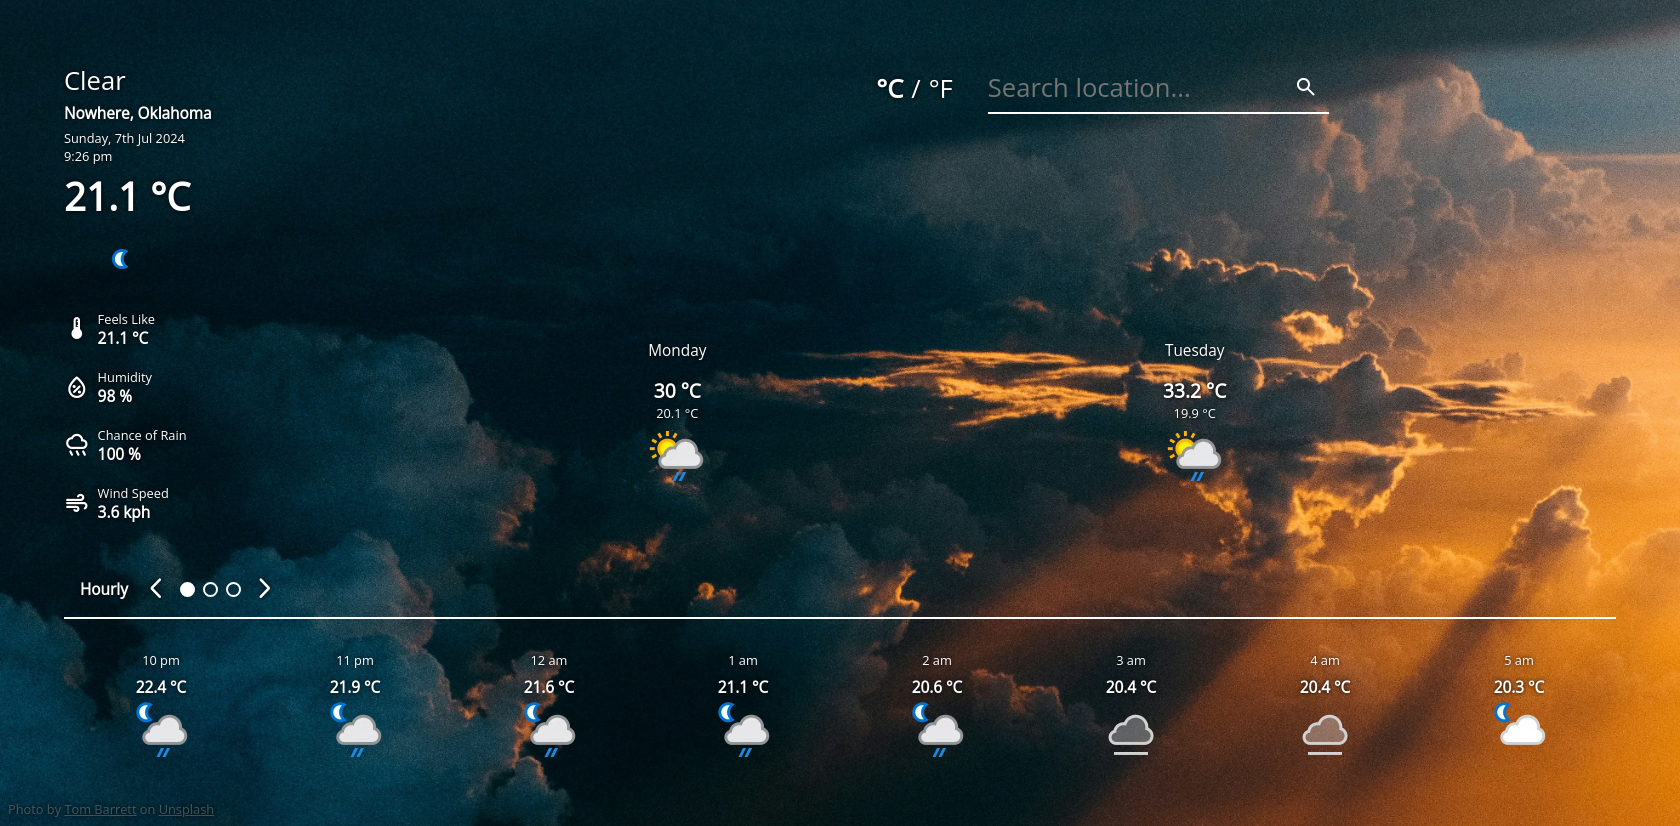 Clear
Nowhere, Oklahoma
Sunday, 7th Jul 2024
9:26 pm
21.1 °C
°C / °F
Search location...
Feels Like
21.1 °C
Humidity
98 %
Chance of Rain
100 %
Wind Speed
3.6 kph
Monday
30 °C
20.1 °C
Tuesday
33.2 °C
19.9 °C
Hourly
10 pm
22.4 °C
11 pm
21.9 °C
12 am
21.6 °C
1 am
21.1 °C
2 am
20.6 °C
3 am
20.4 °C
4 am
20.4 °C
5 am
20.3 °C
Photo by Tom Barrett on Unsplash